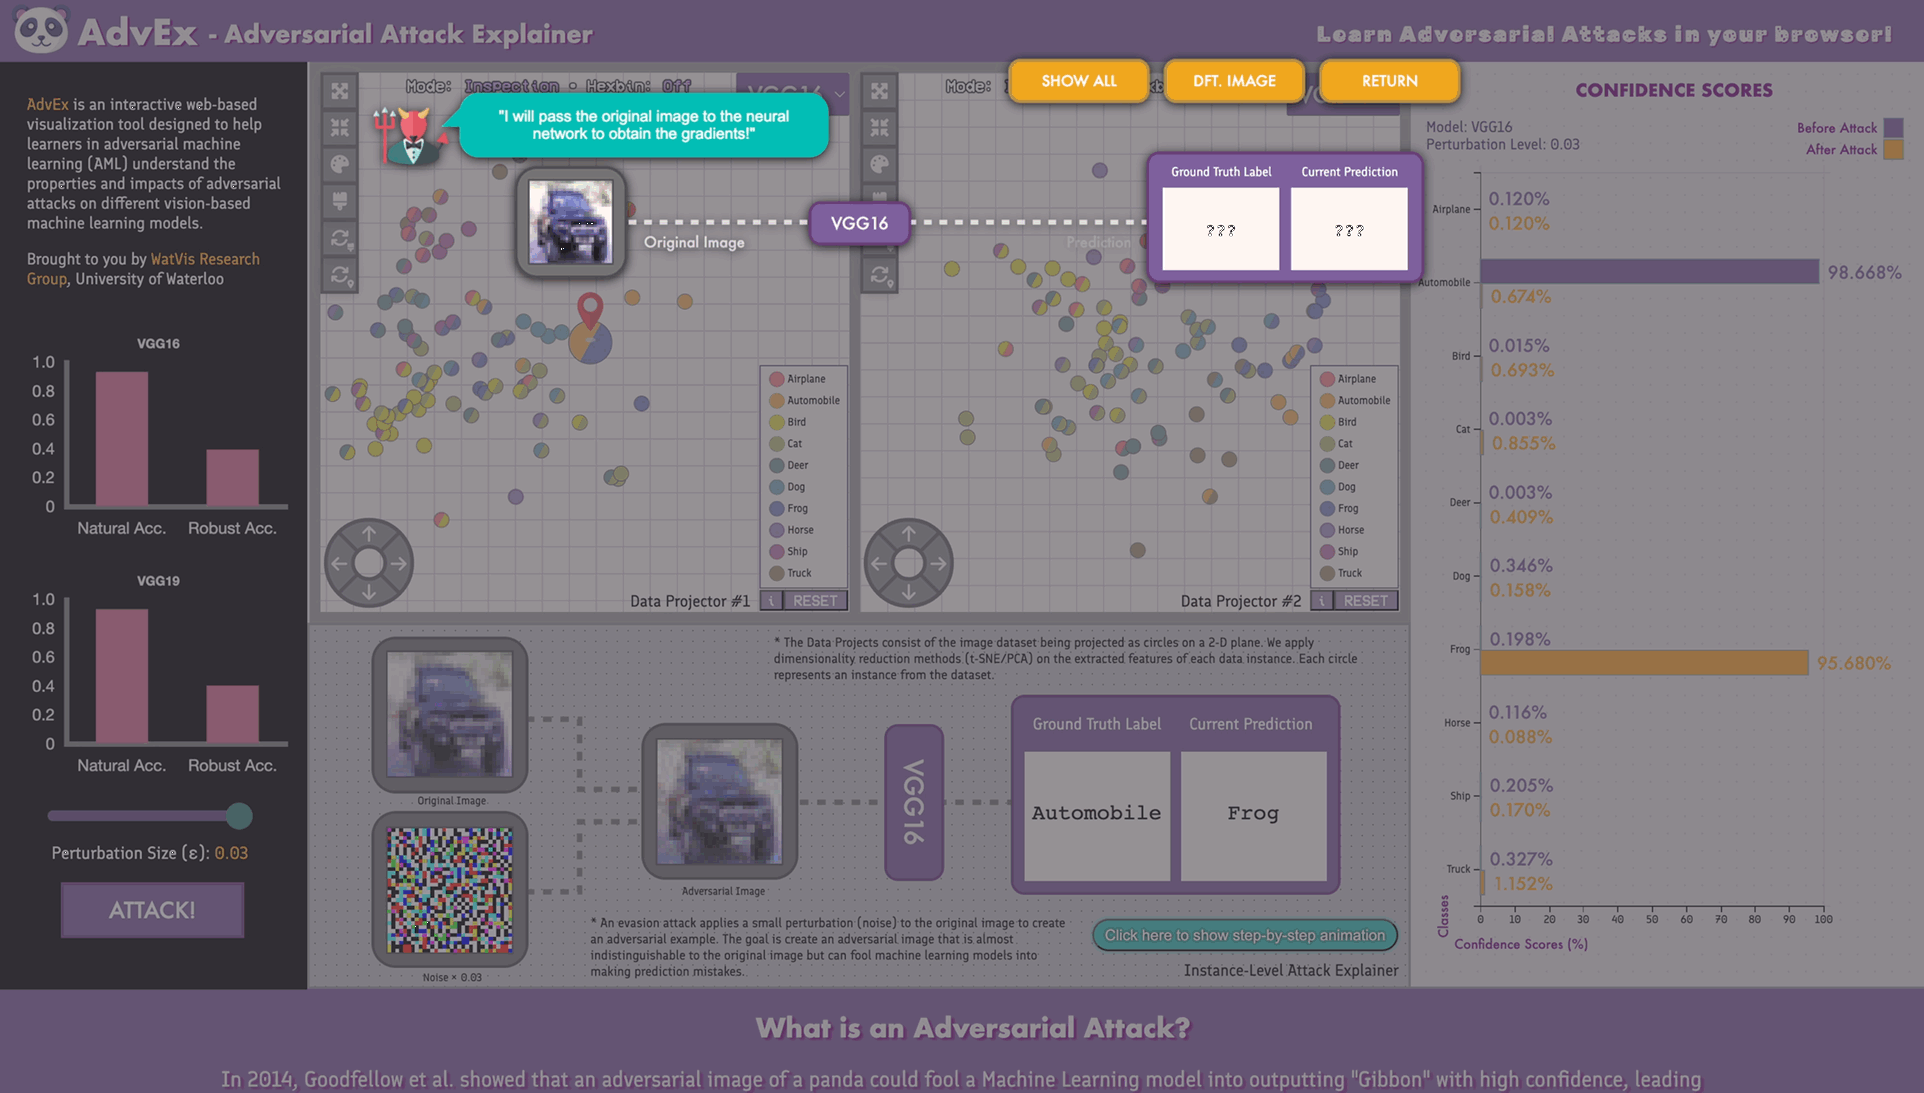 AdvEx - Adversarial Attack Explainer
Learn Adversarial Attacks in your browser!
AdvEx is an interactive web-based
visualization tool designed to help
learners in adversarial machine
learning (AML) understand the
properties and impacts of adversarial
attacks on different vision-based
machine learning models.
Brought to you by WatVis Research
Group, University of Waterloo
VGG16
1.0
0.8
0.6
0.4
0.2
0
Natural Acc. Robust Acc.
VGG19
1.0
0.8
0.6
0.4
0.2
0
Natural Acc. Robust Acc.
Perturbation Size (ε): 0.03
ATTACK!
Mode: Inspection - Hexbin: Off
VGG16
"I will pass the original image to the neural
network to obtain the gradients!"
Original Image
VGG16
Prediction
Mode:
SHOW ALL
DFT. IMAGE
RETURN
Ground Truth Label
Current Prediction
???
???
Airplane
Automobile
Bird
Cat
Deer
Dog
Frog
Horse
Ship
Truck
Data Projector #1
i RESET
Airplane
Automobile
Bird
Cat
Deer
Dog
Frog
Horse
Ship
Truck
Data Projector #2
i RESET
* The Data Projects consist of the image dataset being projected as circles on a 2-D plane. We apply
dimensionality reduction methods (t-SNE/PCA) on the extracted features of each data instance. Each circle
represents an instance from the dataset.
Original Image
Noise × 0.03
Adversarial Image
VGG16
Ground Truth Label
Current Prediction
Automobile
Frog
* An evasion attack applies a small perturbation (noise) to the original image to create
an adversarial example. The goal is create an adversarial image that is almost
indistinguishable to the original image but can fool machine learning models into
making prediction mistakes.
Click here to show step-by-step animation
Instance-Level Attack Explainer
CONFIDENCE SCORES
Model: VGG16
Perturbation Level: 0.03
Before Attack
After Attack
Airplane
0.120%
0.120%
Automobile
98.668%
0.674%
Bird
0.015%
0.693%
Cat
0.003%
0.855%
Deer
0.003%
0.409%
Dog
0.346%
0.158%
Frog
0.198%
95.680%
Horse
0.116%
0.088%
Ship
0.205%
0.170%
Truck
0.327%
1.152%
0 10 20 30 40 50 60 70 80 90 100
Classes
Confidence Scores (%)
What is an Adversarial Attack?
In 2014, Goodfellow et al. showed that an adversarial image of a panda could fool a Machine Learning model into outputting "Gibbon" with high confidence, leading